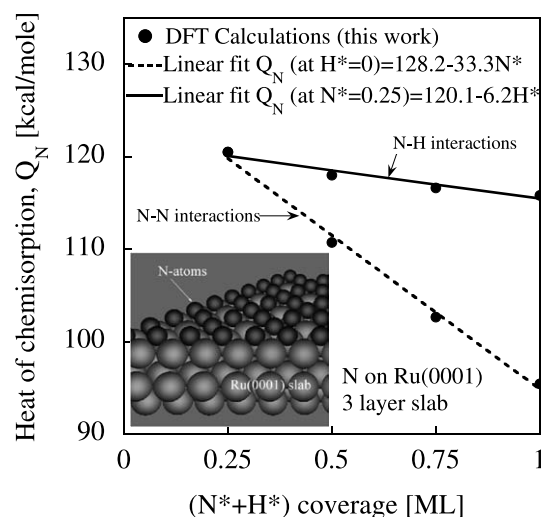 130
DFT Calculations (this work)
Linear fit Q_N (at H*=0)=128.2-33.3N*
Linear fit Q_N (at N*=0.25)=120.1-6.2H*
120
N-H interactions
N-N interactions
110
N-atoms
100
Ru(0001) slab
N on Ru(0001)
3 layer slab
90
0 0.25 0.5 0.75 1
(N*+H*) coverage [ML]
Heat of chemisorption, Q_N [kcal/mole]